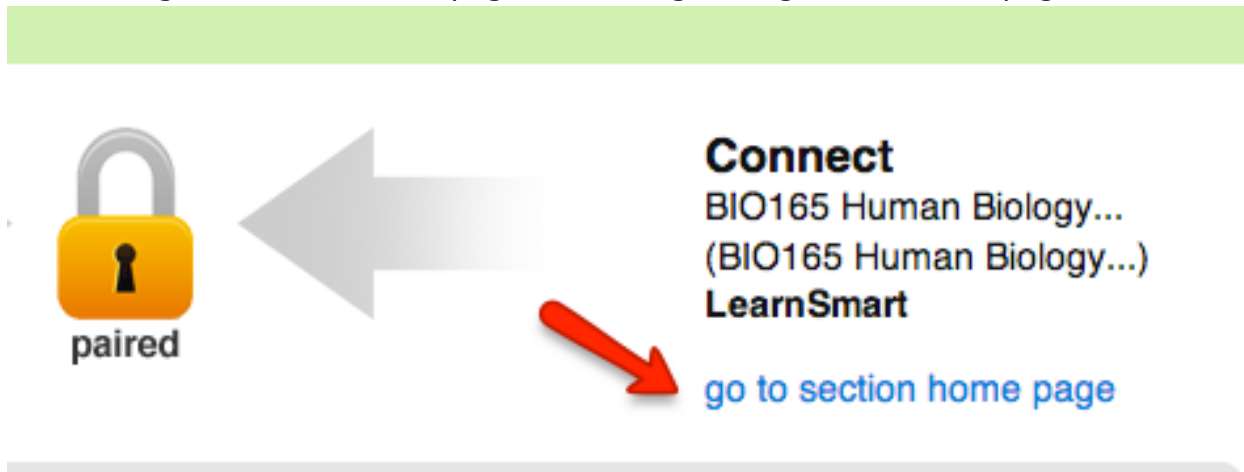 paired
Connect
BIO165 Human Biology...
(BIO165 Human Biology...)
LearnSmart
go to section home page